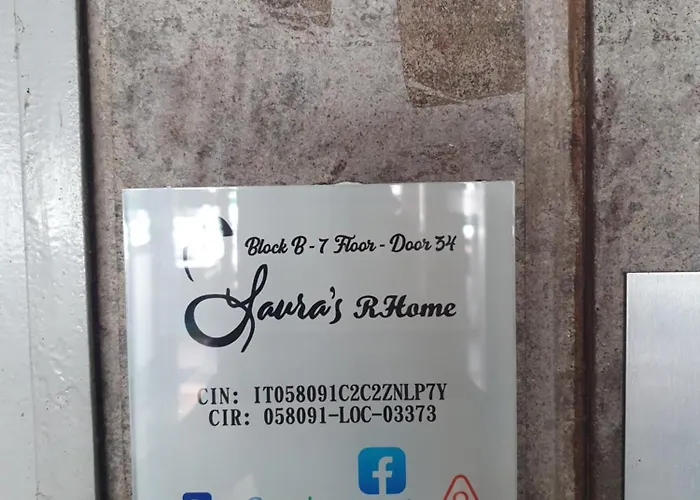 Block B - 7 Floor - Door 34
Laura's RHome
CIN: IT058091C2C2ZNLP7Y
CIR: 058091-LOC-03373